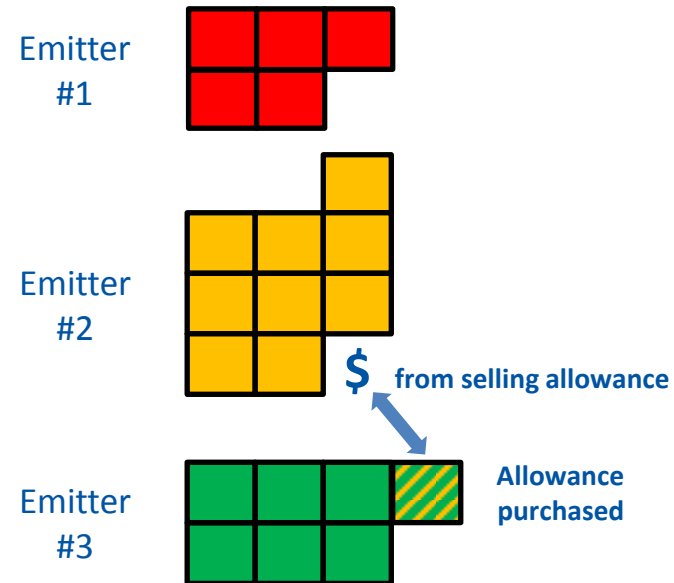 Emitter
#1
Emitter
#2
$ from selling allowance
Emitter
#3
Allowance
purchased